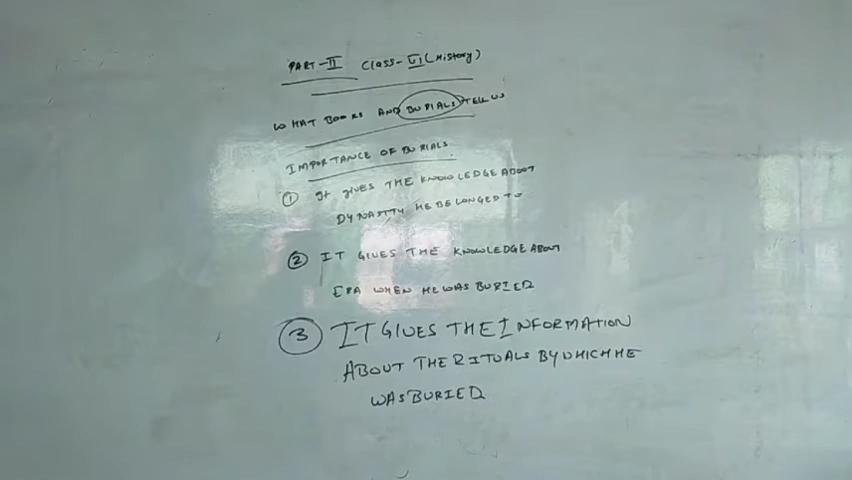 PART-II Class-VI (History)
WHAT BOOKS AND BURIALS TELL US
IMPORTANCE OF BURIALS
① It gives THE KNOWLEDGE ABOUT
DYNASTTY HE BELONGED TO
② IT GIVES THE KNOWLEDGE ABOUT
ERA WHEN HE WAS BURIED
③ IT GIVES THE INFORMATION
ABOUT THE RITUALS BY WHICH HE
WAS BURIED